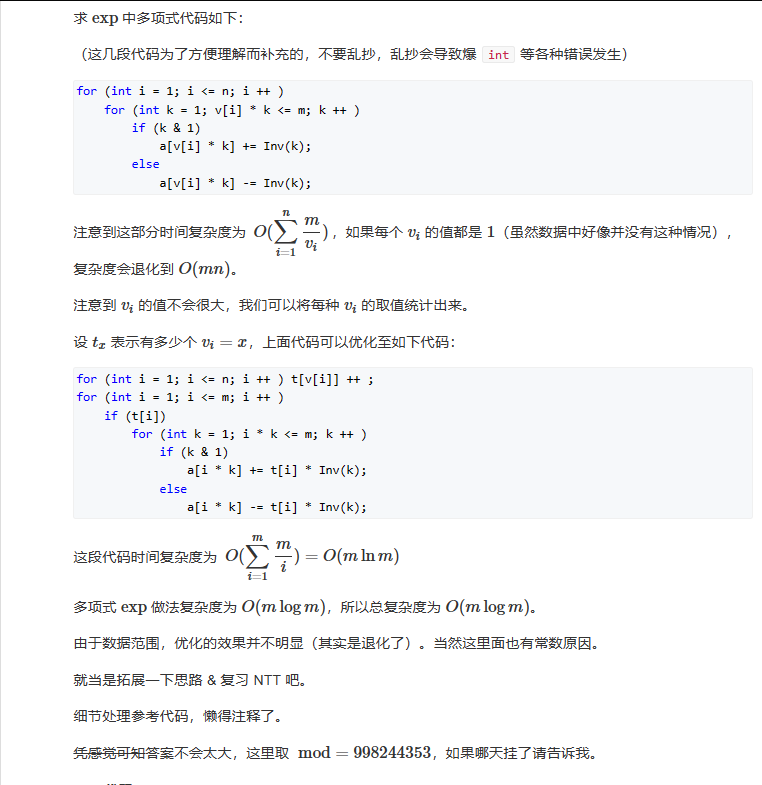 求 exp 中多项式代码如下：
（这几段代码为了方便理解而补充的，不要乱抄，乱抄会导致爆 int 等各种错误发生）
for (int i = 1; i <= n; i ++ )
    for (int k = 1; v[i] * k <= m; k ++ )
        if (k & 1)
            a[v[i] * k] += Inv(k);
        else
            a[v[i] * k] -= Inv(k);
注意到这部分时间复杂度为 $O(\sum_{i=1}^{n} \frac{m}{v_i})$，如果每个 $v_i$ 的值都是 1（虽然数据中好像并没有这种情况），
复杂度会退化到 $O(mn)$。
注意到 $v_i$ 的值不会很大，我们可以将每种 $v_i$ 的取值统计出来。
设 $t_x$ 表示有多少个 $v_i = x$，上面代码可以优化至如下代码：
for (int i = 1; i <= n; i ++ ) t[v[i]] ++ ;
for (int i = 1; i <= m; i ++ )
    if (t[i])
        for (int k = 1; i * k <= m; k ++ )
            if (k & 1)
                a[i * k] += t[i] * Inv(k);
            else
                a[i * k] -= t[i] * Inv(k);
这段代码时间复杂度为 $O(\sum_{i=1}^{m} \frac{m}{i}) = O(m \ln m)$
多项式 exp 做法复杂度为 $O(m \log m)$，所以总复杂度为 $O(m \log m)$。
由于数据范围，优化的效果并不明显（其实是退化了）。当然这里面也有常数原因。
就当是拓展一下思路 & 复习 NTT 吧。
细节处理参考代码，懒得注释了。
凭感觉可知答案不会太大，这里取 mod = 998244353，如果哪天挂了请告诉我。